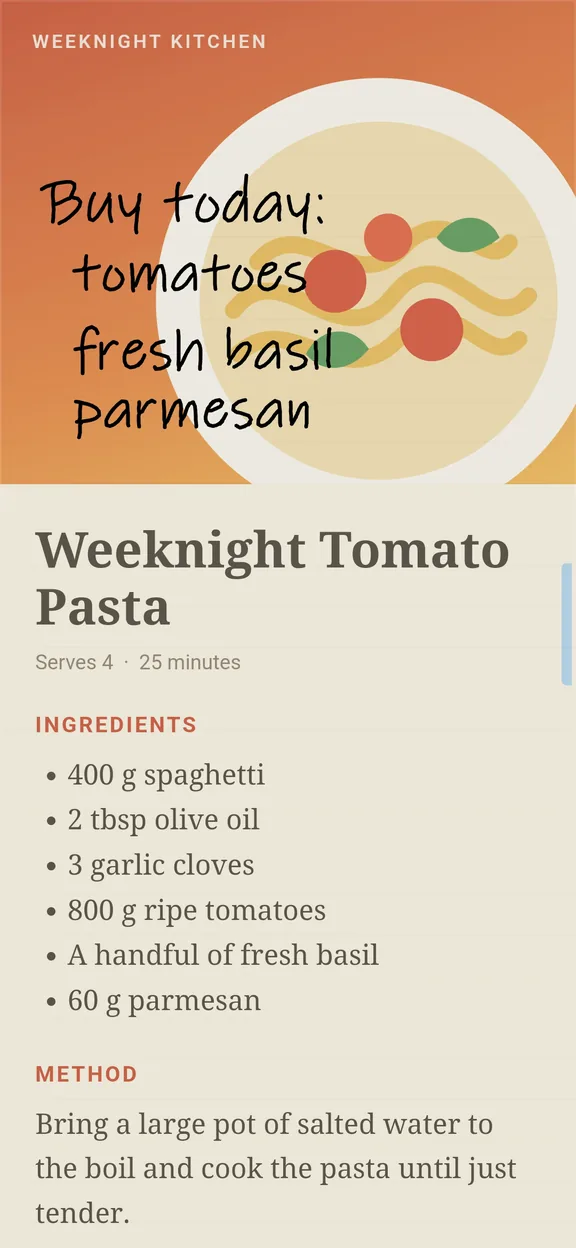 WEEKNIGHT KITCHEN
Buy today:
tomatoes
fresh basil
parmesan
Weeknight Tomato
Pasta
Serves 4 · 25 minutes
INGREDIENTS
• 400 g spaghetti
• 2 tbsp olive oil
• 3 garlic cloves
• 800 g ripe tomatoes
• A handful of fresh basil
• 60 g parmesan
METHOD
Bring a large pot of salted water to
the boil and cook the pasta until just
tender.